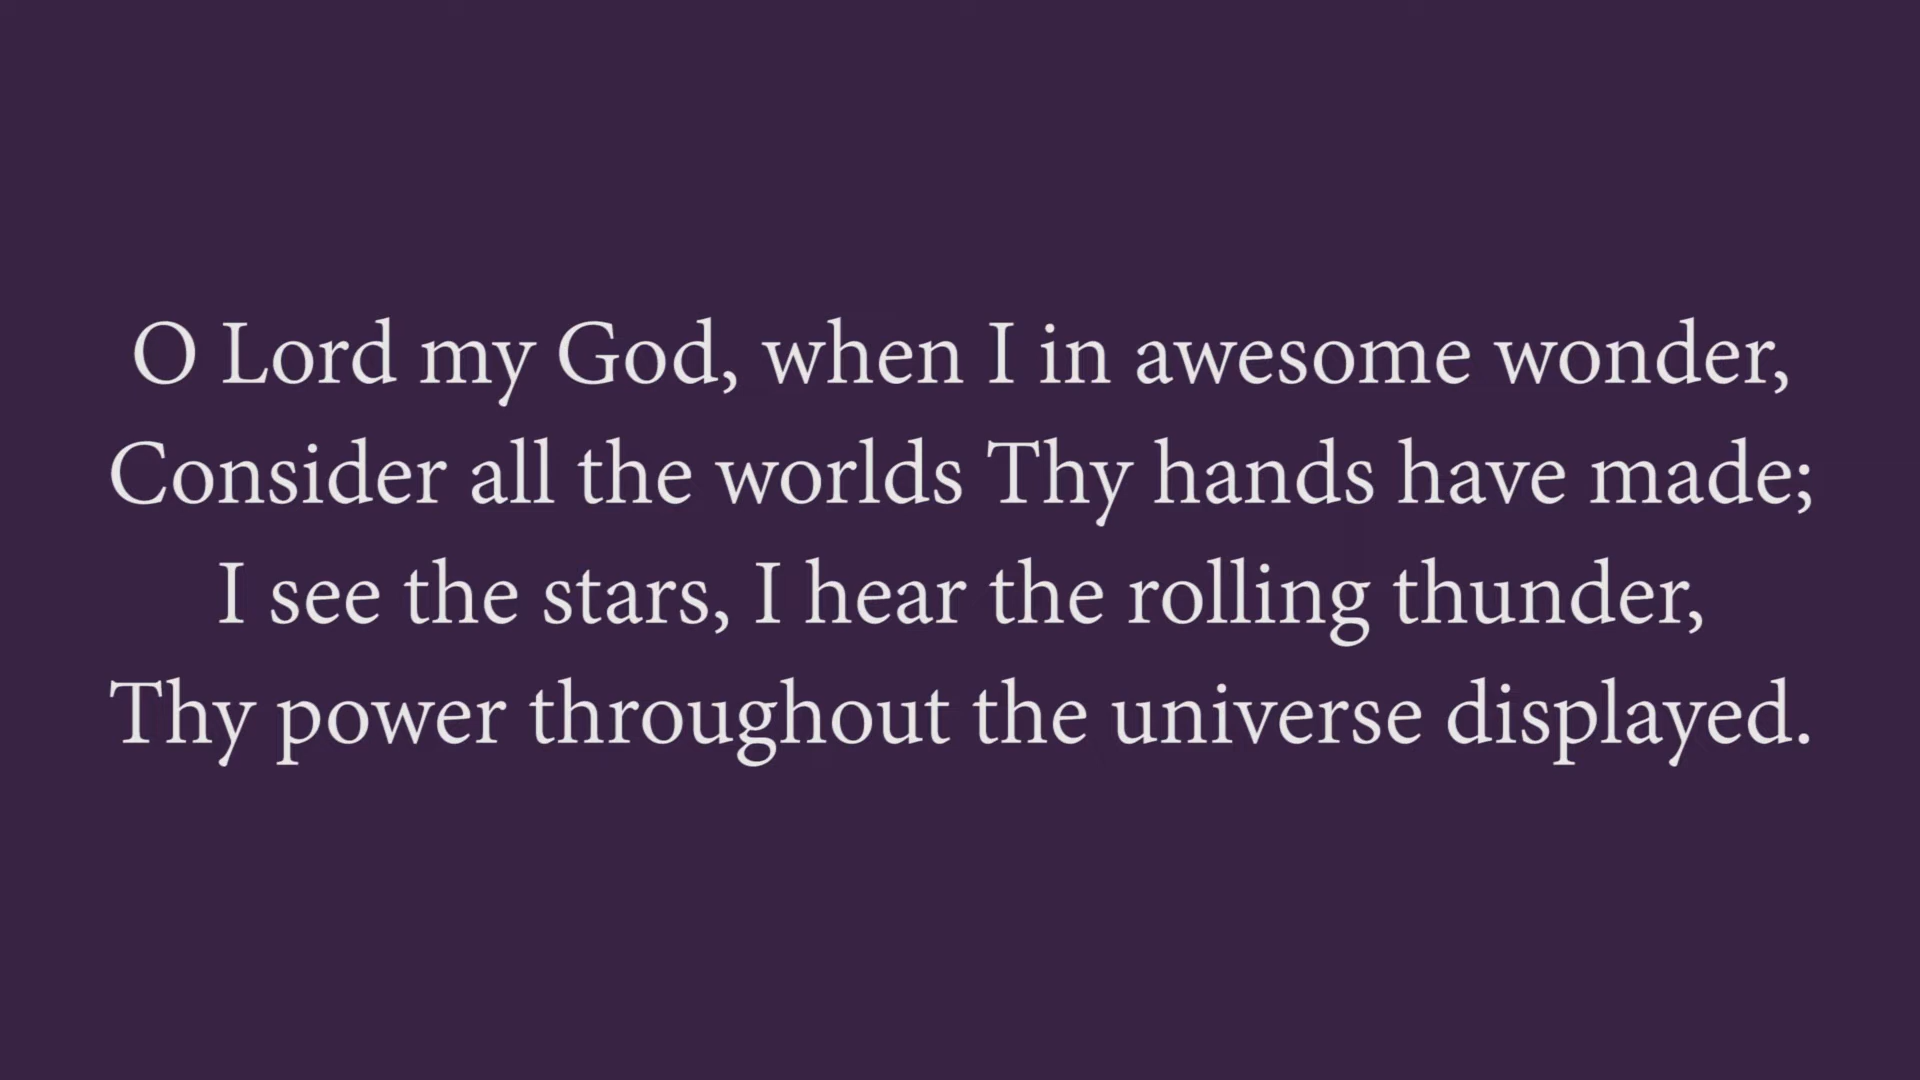 O Lord my God, when I in awesome wonder,
Consider all the worlds Thy hands have made;
I see the stars, I hear the rolling thunder,
Thy power throughout the universe displayed.